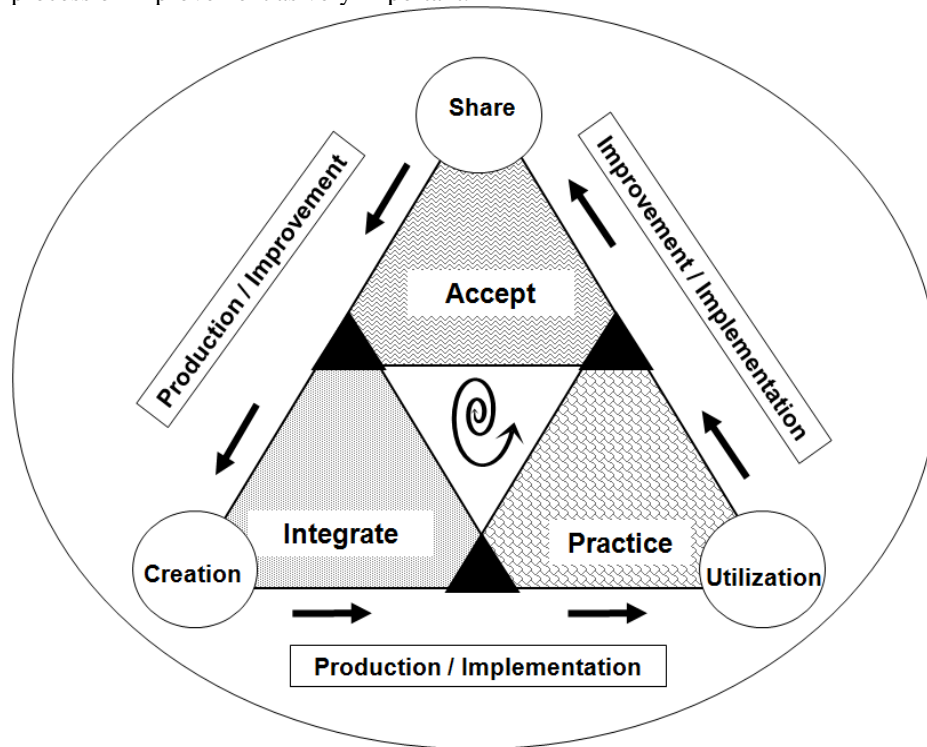 Share
Production / Improvement
Improvement / Implementation
Accept
Integrate
Practice
Creation
Utilization
Production / Implementation